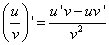 (u/v)' = (u'v - uv')/v²